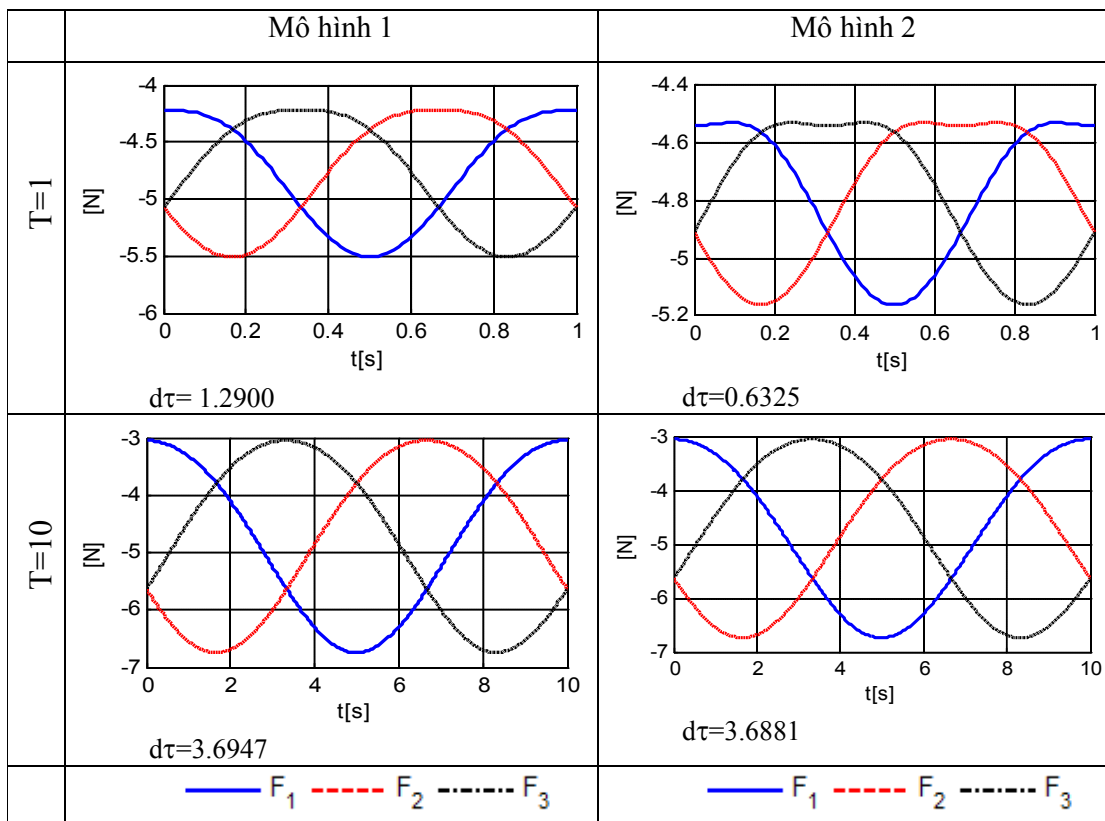 Mô hình 1
Mô hình 2
T=1
-4
-4.5
-5
-5.5
-6
[N]
0 0.2 0.4 0.6 0.8 1
t[s]
dτ= 1.2900
-4.4
-4.6
-4.8
-5
-5.2
[N]
0 0.2 0.4 0.6 0.8 1
t[s]
dτ=0.6325
T=10
-3
-4
-5
-6
-7
[N]
0 2 4 6 8 10
t[s]
dτ=3.6947
-3
-4
-5
-6
-7
[N]
0 2 4 6 8 10
t[s]
dτ=3.6881
F1 F2 F3
F1 F2 F3